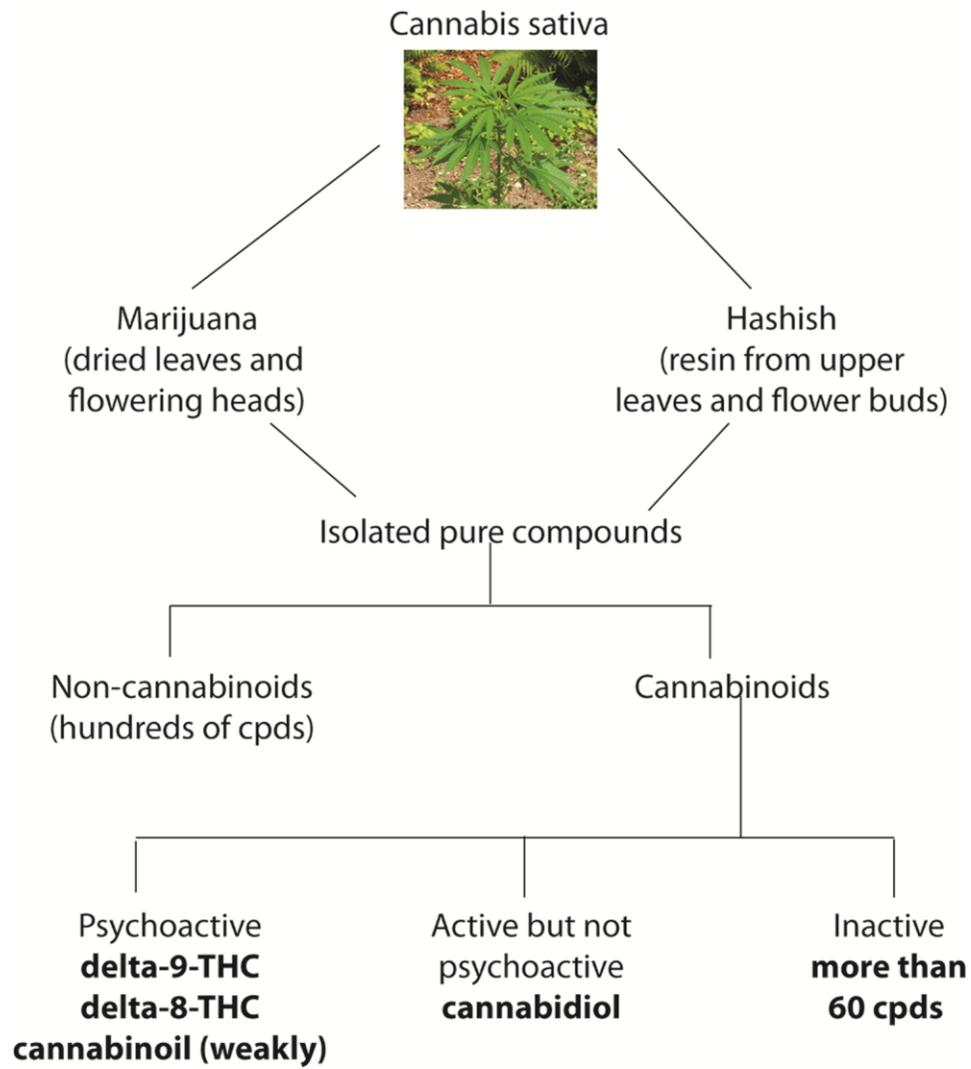 Cannabis sativa
Marijuana
(dried leaves and
flowering heads)
Hashish
(resin from upper
leaves and flower buds)
Isolated pure compounds
Non-cannabinoids
(hundreds of cpds)
Cannabinoids
Psychoactive
delta-9-THC
delta-8-THC
cannabinoil (weakly)
Active but not
psychoactive
cannabidiol
Inactive
more than
60 cpds